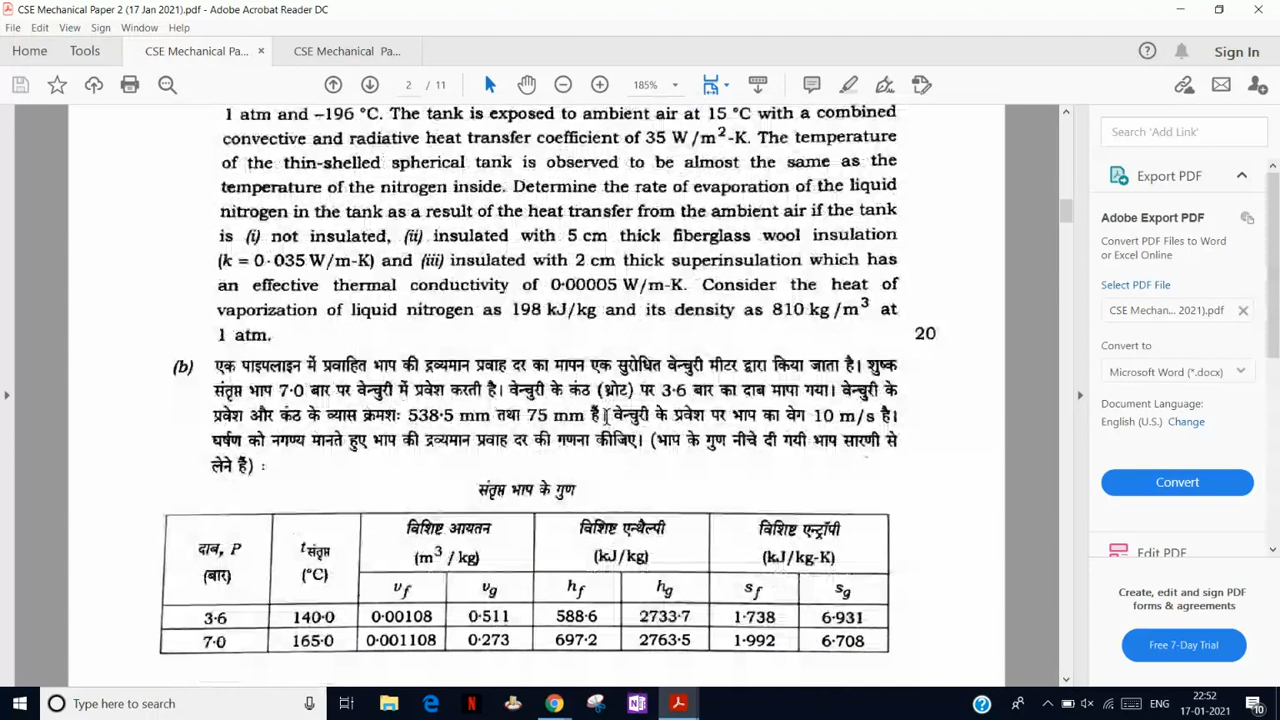 CSE Mechanical Paper 2 (17 Jan 2021).pdf - Adobe Acrobat Reader DC
File Edit View Sign Window Help
Home Tools CSE Mechanical Pa... × CSE Mechanical Pa... Sign In
2 / 11 185%
1 atm and –196 °C. The tank is exposed to ambient air at 15 °C with a combined
convective and radiative heat transfer coefficient of 35 W/m²-K. The temperature
of the thin-shelled spherical tank is observed to be almost the same as the
temperature of the nitrogen inside. Determine the rate of evaporation of the liquid
nitrogen in the tank as a result of the heat transfer from the ambient air if the tank
is (i) not insulated, (ii) insulated with 5 cm thick fiberglass wool insulation
(k = 0·035 W/m-K) and (iii) insulated with 2 cm thick superinsulation which has
an effective thermal conductivity of 0·00005 W/m-K. Consider the heat of
vaporization of liquid nitrogen as 198 kJ/kg and its density as 810 kg/m³ at
1 atm. 20
(b) एक पाइपलाइन में प्रवाहित भाप की द्रव्यमान प्रवाह दर का मापन एक सुरोधित वेन्चुरी मीटर द्वारा किया जाता है। शुष्क
संतृप्त भाप 7·0 बार पर वेन्चुरी में प्रवेश करती है। वेन्चुरी के कंठ (थ्रोट) पर 3·6 बार का दाब मापा गया। वेन्चुरी के
प्रवेश और कंठ के व्यास क्रमशः 538·5 mm तथा 75 mm हैं। वेन्चुरी के प्रवेश पर भाप का वेग 10 m/s है।
घर्षण को नगण्य मानते हुए भाप की द्रव्यमान प्रवाह दर की गणना कीजिए। (भाप के गुण नीचे दी गयी भाप सारणी से
लेने हैं) :
संतृप्त भाप के गुण
दाब, P (बार) t संतृप्त (°C) विशिष्ट आयतन (m³/kg) विशिष्ट एन्थैल्पी (kJ/kg) विशिष्ट एन्ट्रॉपी (kJ/kg-K)
vf vg hf hg sf sg
3·6 140·0 0·00108 0·511 588·6 2733·7 1·738 6·931
7·0 165·0 0·001108 0·273 697·2 2763·5 1·992 6·708
Search 'Add Link'
Export PDF
Adobe Export PDF
Convert PDF Files to Word
or Excel Online
Select PDF File
CSE Mechan... 2021).pdf ×
Convert to
Microsoft Word (*.docx)
Document Language:
English (U.S.) Change
Convert
Edit PDF
Create, edit and sign PDF
forms & agreements
Free 7-Day Trial
Type here to search
ENG
22:52
17-01-2021
10